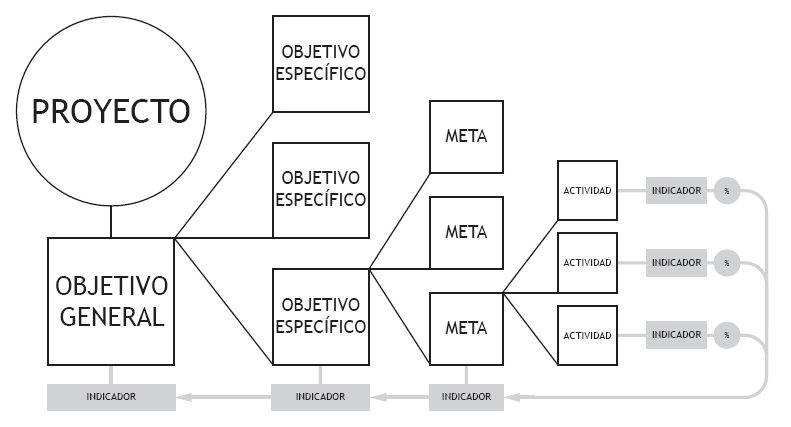 PROYECTO
OBJETIVO
GENERAL
INDICADOR
OBJETIVO
ESPECÍFICO
OBJETIVO
ESPECÍFICO
OBJETIVO
ESPECÍFICO
INDICADOR
META
META
META
INDICADOR
ACTIVIDAD
INDICADOR
%
ACTIVIDAD
INDICADOR
%
ACTIVIDAD
INDICADOR
%